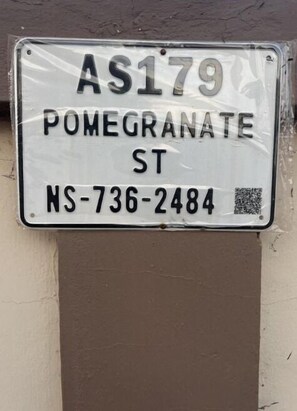 AS179
POMEGRANATE
ST
NS-736-2484